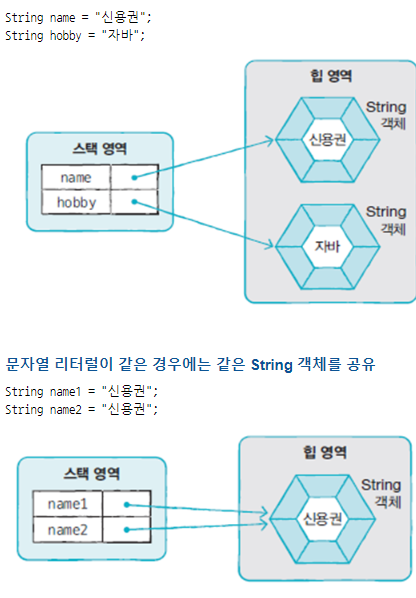 String name = "신용권";
String hobby = "자바";
힙 영역
String
객체
신용권
스택 영역
name
hobby
String
객체
자바
문자열 리터럴이 같은 경우에는 같은 String 객체를 공유
String name1 = "신용권";
String name2 = "신용권";
힙 영역
스택 영역
String
객체
name1
name2
신용권